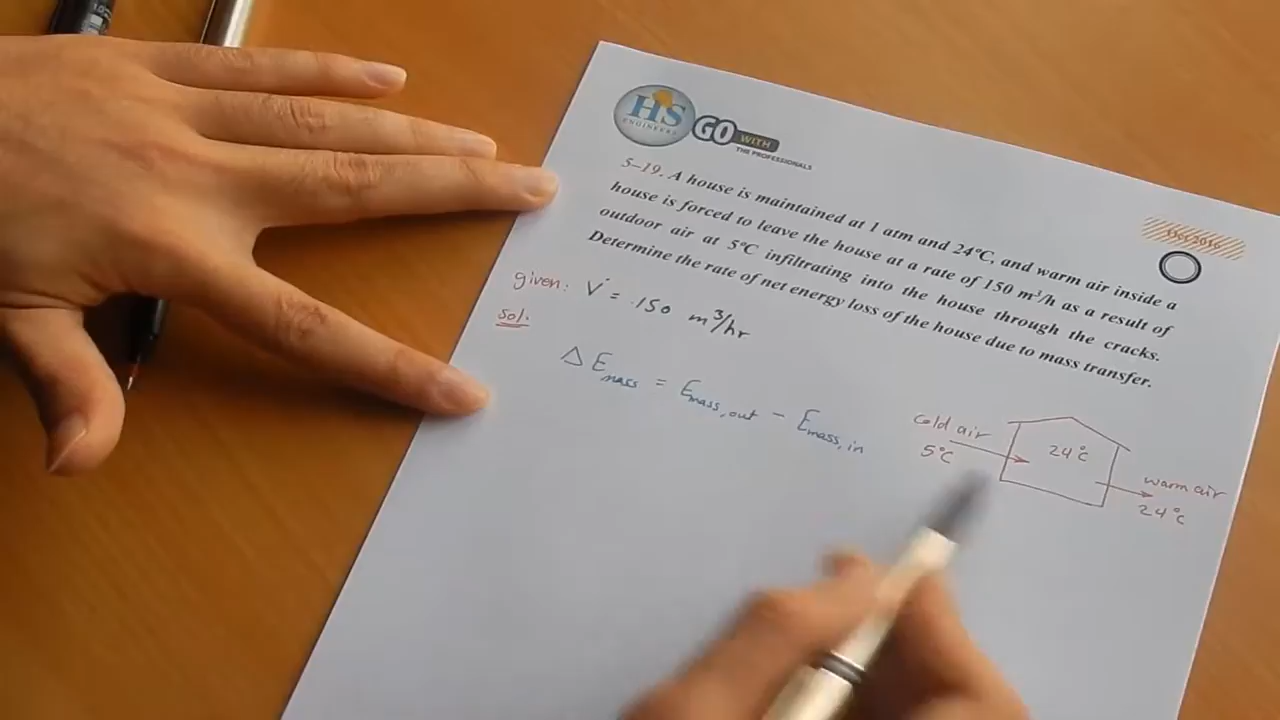 HS
ENGINEERS
GO WITH
THE PROFESSIONALS
5–19. A house is maintained at 1 atm and 24°C, and warm air inside a
house is forced to leave the house at a rate of 150 m³/h as a result of
outdoor air at 5°C infiltrating into the house through the cracks.
Determine the rate of net energy loss of the house due to mass transfer.
Oct 2016
given: V̇ = 150 m³/hr
sol.
Δ E mass = E mass, out − E mass, in
cold air
5°C
24°C
warm air
24°C